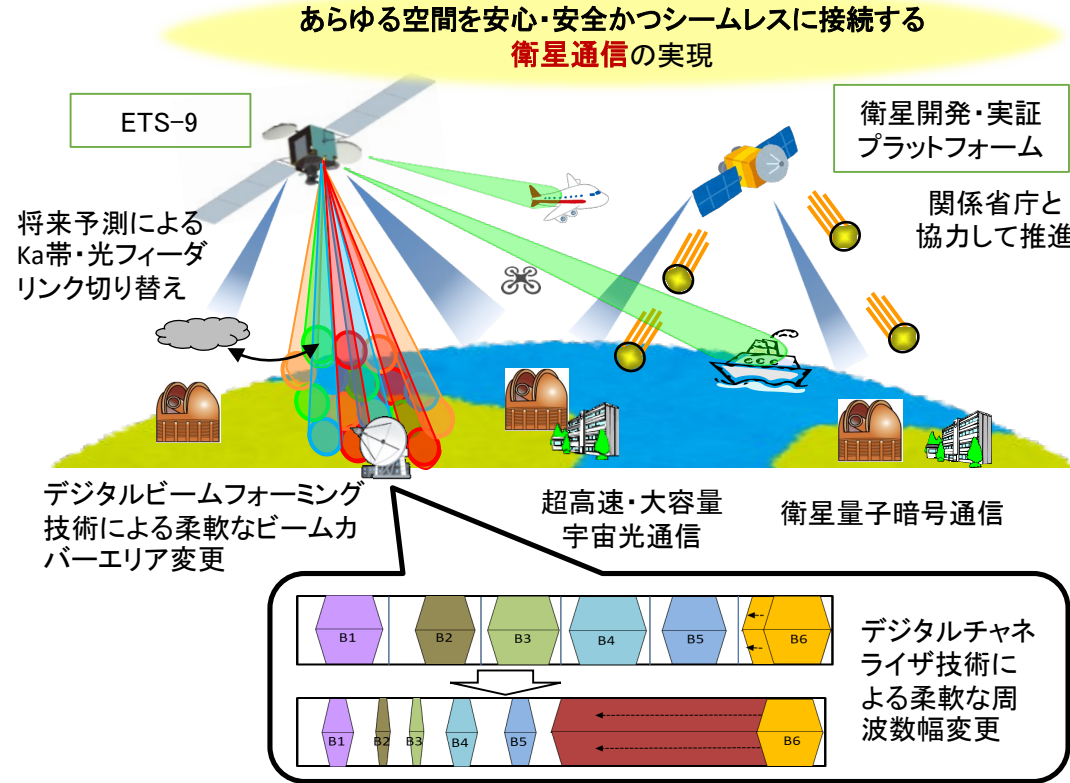 あらゆる空間を安心・安全かつシームレスに接続する
衛星通信の実現
ETS-9
衛星開発・実証
プラットフォーム
関係省庁と
協力して推進
将来予測による
Ka帯・光フィーダ
リンク切り替え
デジタルビームフォーミング
技術による柔軟なビームカ
バーエリア変更
超高速・大容量
宇宙光通信
衛星量子暗号通信
B1 B2 B3 B4 B5 B6
B1 B2 B3 B4 B5 B6
デジタルチャネ
ライザ技術に
よる柔軟な周
波数幅変更